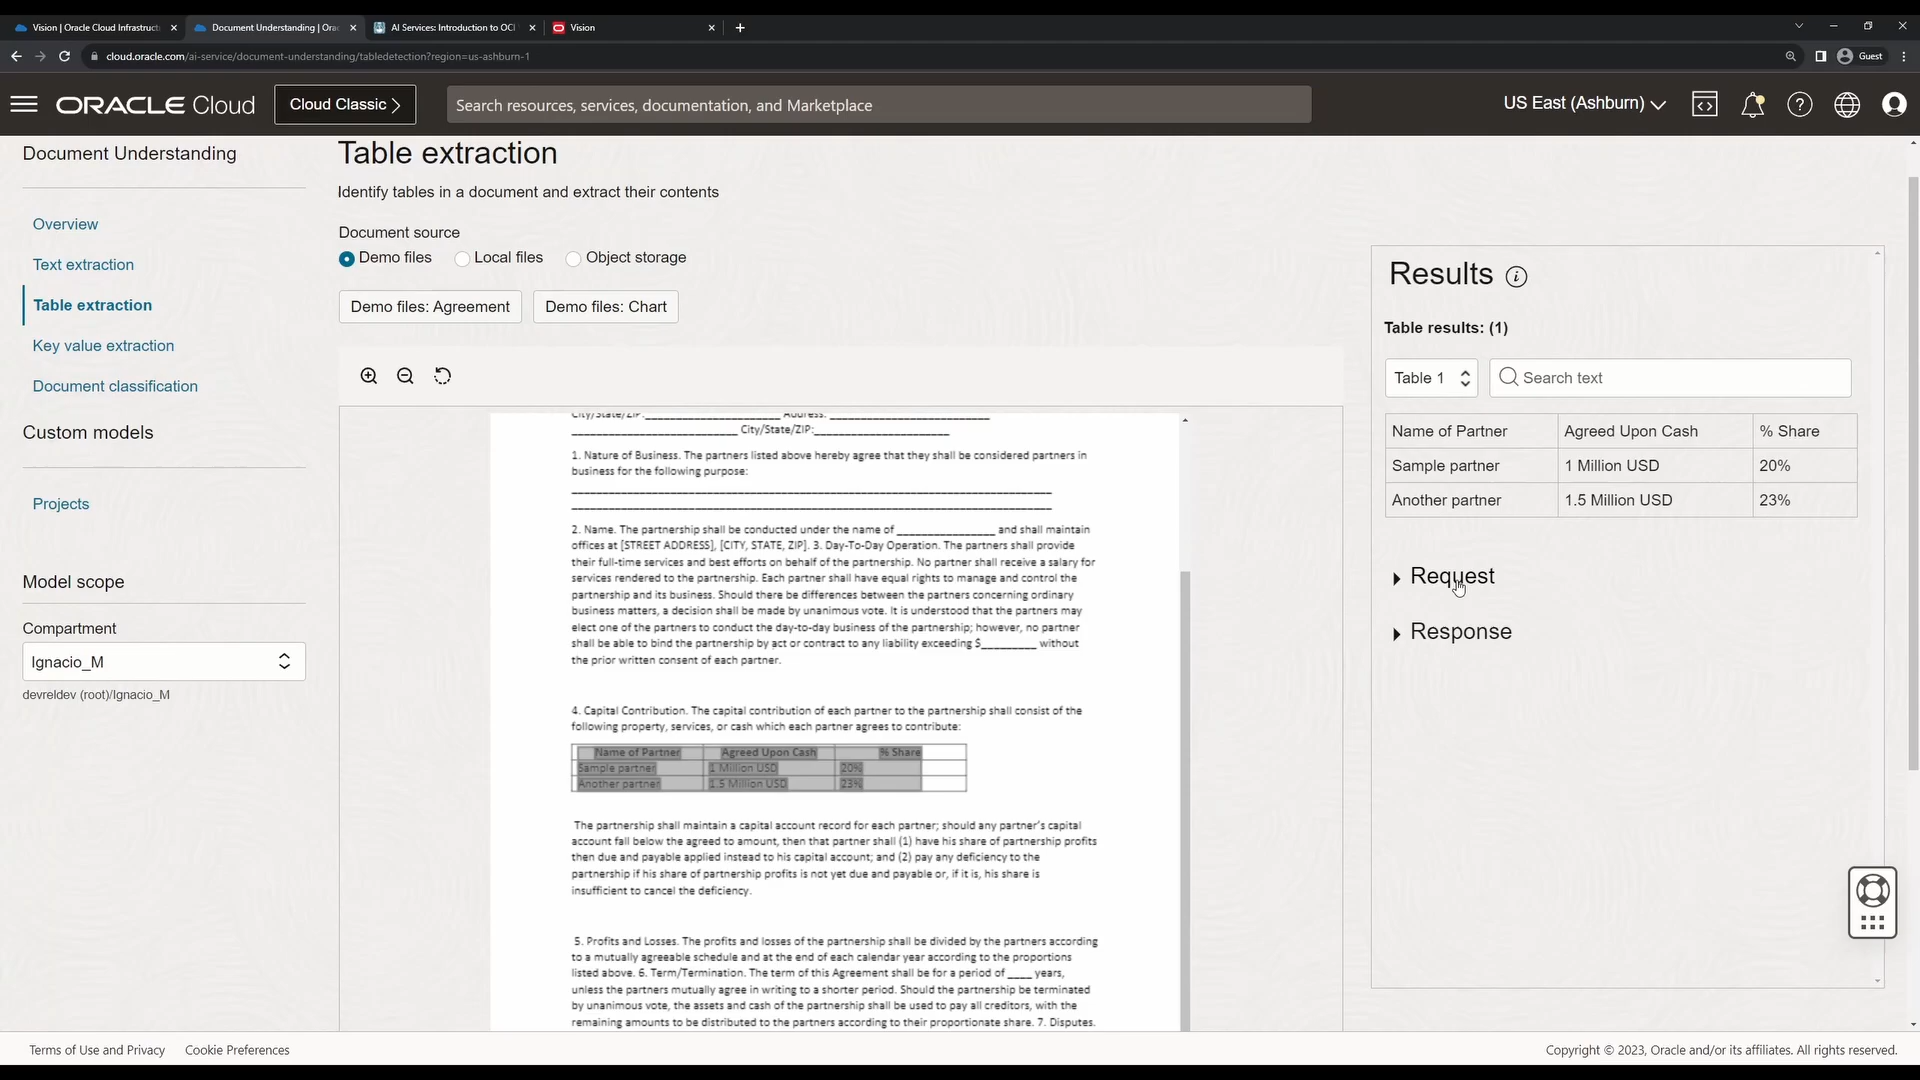 Vision | Oracle Cloud Infrastruct
Document Understanding | Orac
AI Services: Introduction to OCI
Vision
cloud.oracle.com/ai-service/document-understanding/tabledetection?region=us-ashburn-1
Guest
ORACLE Cloud
Cloud Classic
Search resources, services, documentation, and Marketplace
US East (Ashburn)
Document Understanding
Overview
Text extraction
Table extraction
Key value extraction
Document classification
Custom models
Projects
Model scope
Compartment
Ignacio_M
devreldev (root)/Ignacio_M
Table extraction
Identify tables in a document and extract their contents
Document source
Demo files
Local files
Object storage
Demo files: Agreement
Demo files: Chart
City/State/ZIP:______________________ Address: __________________________
___________________________ City/State/ZIP:______________________
1. Nature of Business. The partners listed above hereby agree that they shall be considered partners in
business for the following purpose:
2. Name. The partnership shall be conducted under the name of ________________ and shall maintain
offices at [STREET ADDRESS], [CITY, STATE, ZIP]. 3. Day-To-Day Operation. The partners shall provide
their full-time services and best efforts on behalf of the partnership. No partner shall receive a salary for
services rendered to the partnership. Each partner shall have equal rights to manage and control the
partnership and its business. Should there be differences between the partners concerning ordinary
business matters, a decision shall be made by unanimous vote. It is understood that the partners may
elect one of the partners to conduct the day-to-day business of the partnership; however, no partner
shall be able to bind the partnership by act or contract to any liability exceeding $_________ without
the prior written consent of each partner.
4. Capital Contribution. The capital contribution of each partner to the partnership shall consist of the
following property, services, or cash which each partner agrees to contribute:
Name of Partner Agreed Upon Cash % Share
Sample partner 1 Million USD 20%
Another partner 1.5 Million USD 23%
The partnership shall maintain a capital account record for each partner; should any partner's capital
account fall below the agreed to amount, then that partner shall (1) have his share of partnership profits
then due and payable applied instead to his capital account; and (2) pay any deficiency to the
partnership if his share of partnership profits is not yet due and payable or, if it is, his share is
insufficient to cancel the deficiency.
5. Profits and Losses. The profits and losses of the partnership shall be divided by the partners according
to a mutually agreeable schedule and at the end of each calendar year according to the proportions
listed above. 6. Term/Termination. The term of this Agreement shall be for a period of ____ years,
unless the partners mutually agree in writing to a shorter period. Should the partnership be terminated
by unanimous vote, the assets and cash of the partnership shall be used to pay all creditors, with the
remaining amounts to be distributed to the partners according to their proportionate share. 7. Disputes.
Results
Table results: (1)
Table 1
Search text
Name of Partner Agreed Upon Cash % Share
Sample partner 1 Million USD 20%
Another partner 1.5 Million USD 23%
Request
Response
Terms of Use and Privacy
Cookie Preferences
Copyright © 2023, Oracle and/or its affiliates. All rights reserved.